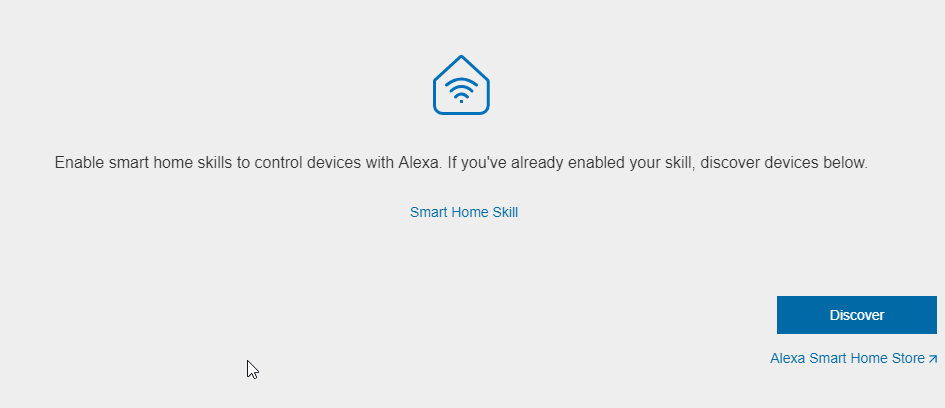 Enable smart home skills to control devices with Alexa. If you've already enabled your skill, discover devices below.
Smart Home Skill
Discover
Alexa Smart Home Store